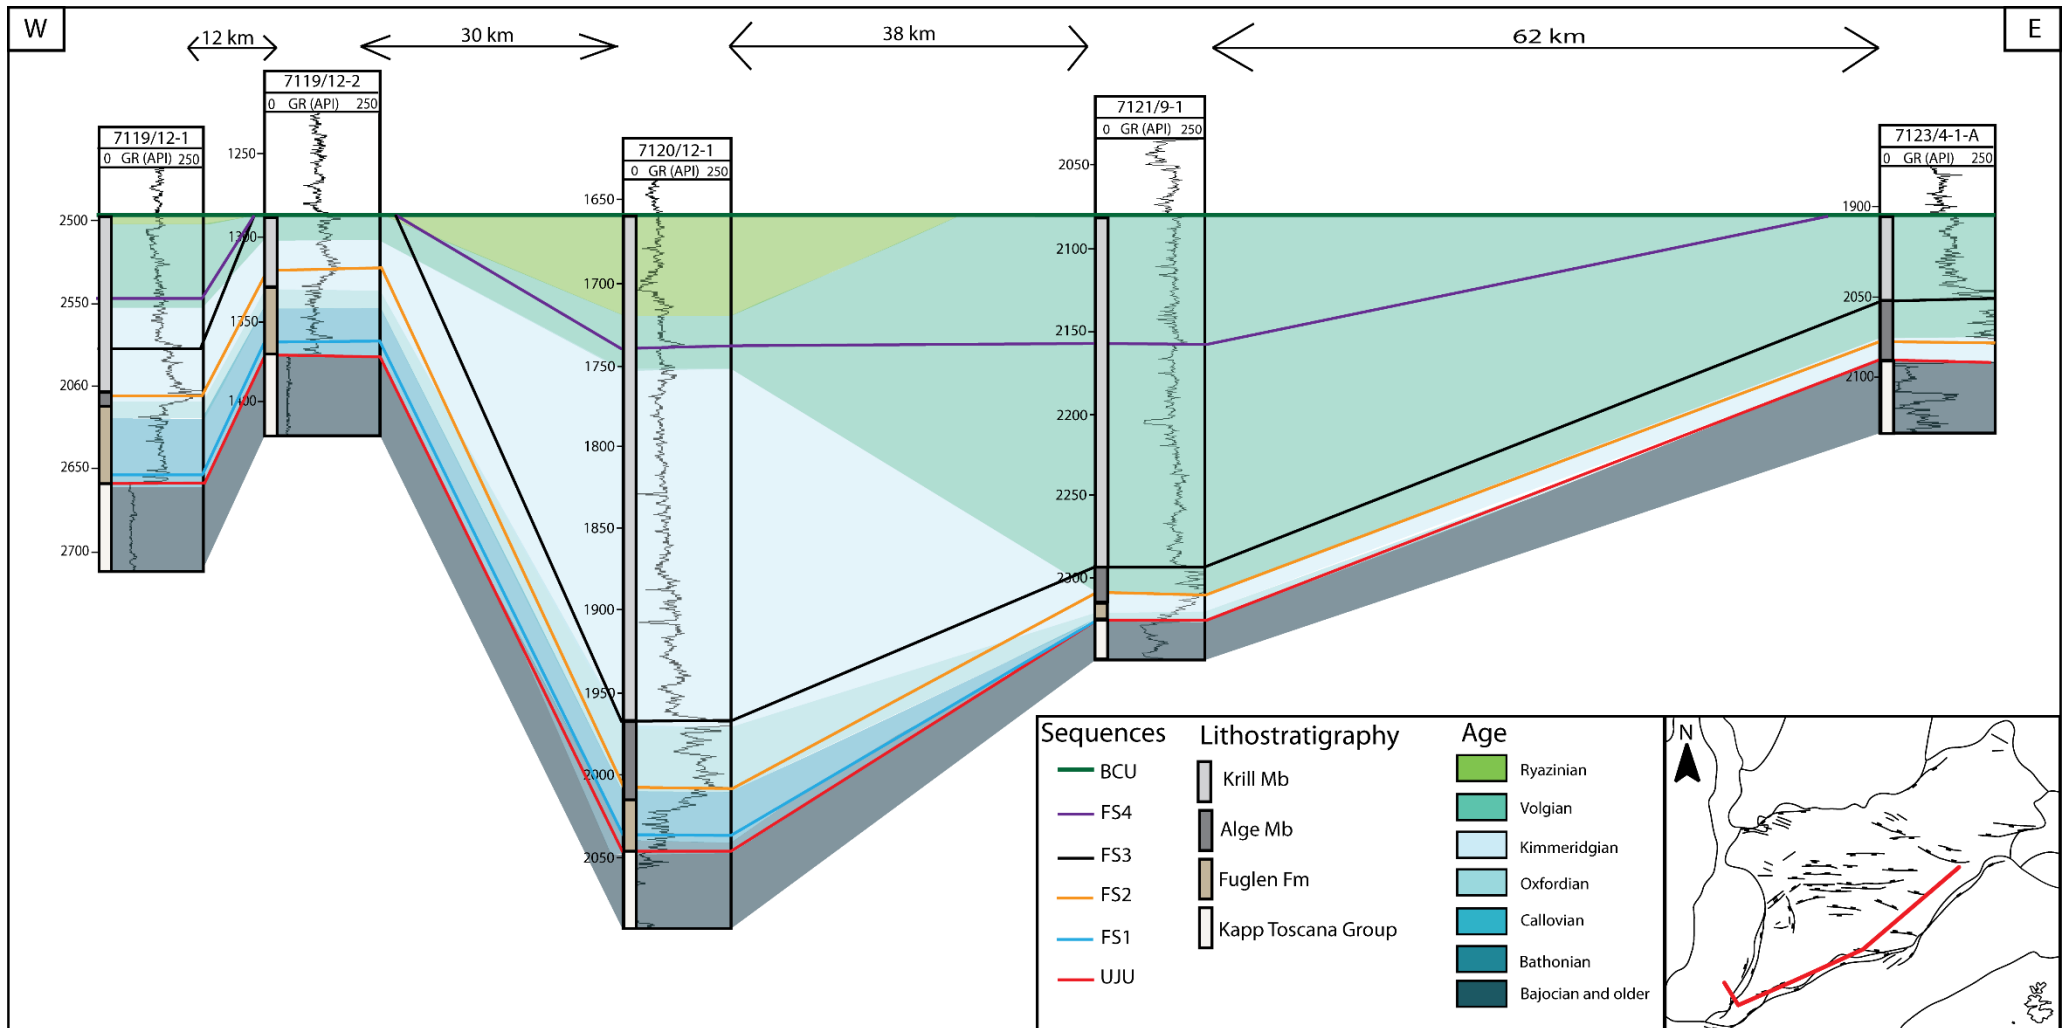 W
E
12 km
30 km
38 km
62 km
7119/12-1
0 GR (API) 250
2500
2550
2060
2650
2700
7119/12-2
0 GR (API) 250
1250
1300
1350
1400
7120/12-1
0 GR (API) 250
1650
1700
1750
1800
1850
1900
1950
2000
2050
7121/9-1
0 GR (API) 250
2050
2100
2150
2200
2250
2300
7123/4-1-A
0 GR (API) 250
1900
2050
2100
Sequences
BCU
FS4
FS3
FS2
FS1
UJU
Lithostratigraphy
Krill Mb
Alge Mb
Fuglen Fm
Kapp Toscana Group
Age
Ryazinian
Volgian
Kimmeridgian
Oxfordian
Callovian
Bathonian
Bajocian and older
N